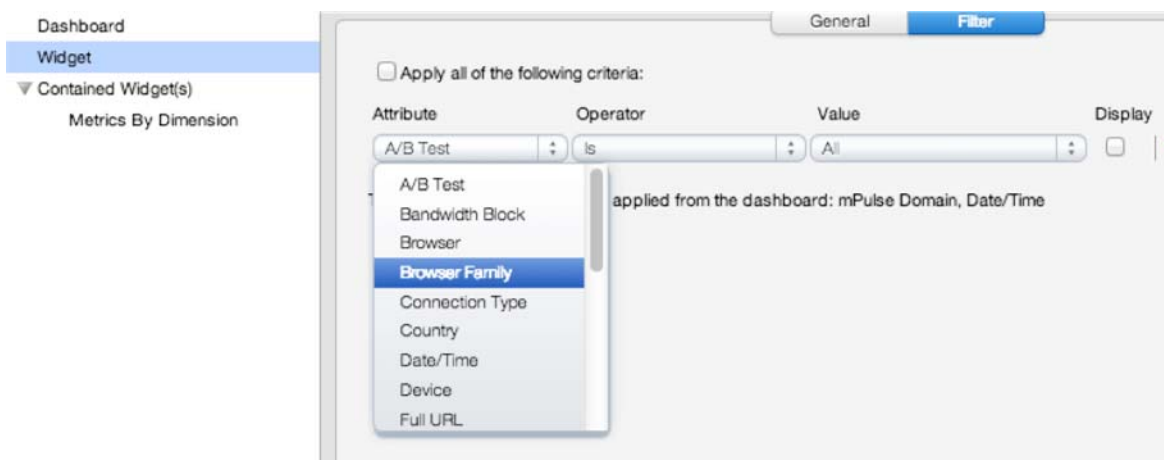 Dashboard
Widget
Contained Widget(s)
Metrics By Dimension
General
Filter
Apply all of the following criteria:
Attribute
Operator
Value
Display
A/B Test
Is
All
A/B Test
Bandwidth Block
Browser
Browser Family
Connection Type
Country
Date/Time
Device
Full URL
applied from the dashboard: mPulse Domain, Date/Time